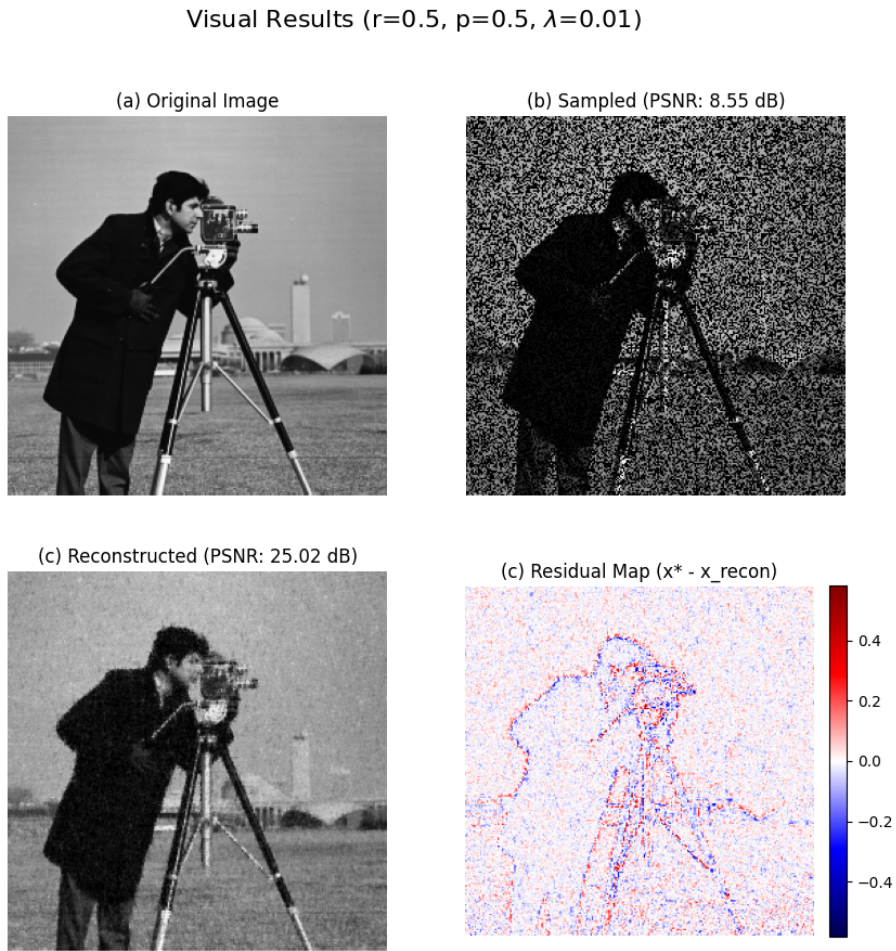 Visual Results (r=0.5, p=0.5, λ=0.01)
(a) Original Image
(b) Sampled (PSNR: 8.55 dB)
(c) Reconstructed (PSNR: 25.02 dB)
(c) Residual Map (x* - x_recon)
0.4
0.2
0.0
−0.2
−0.4